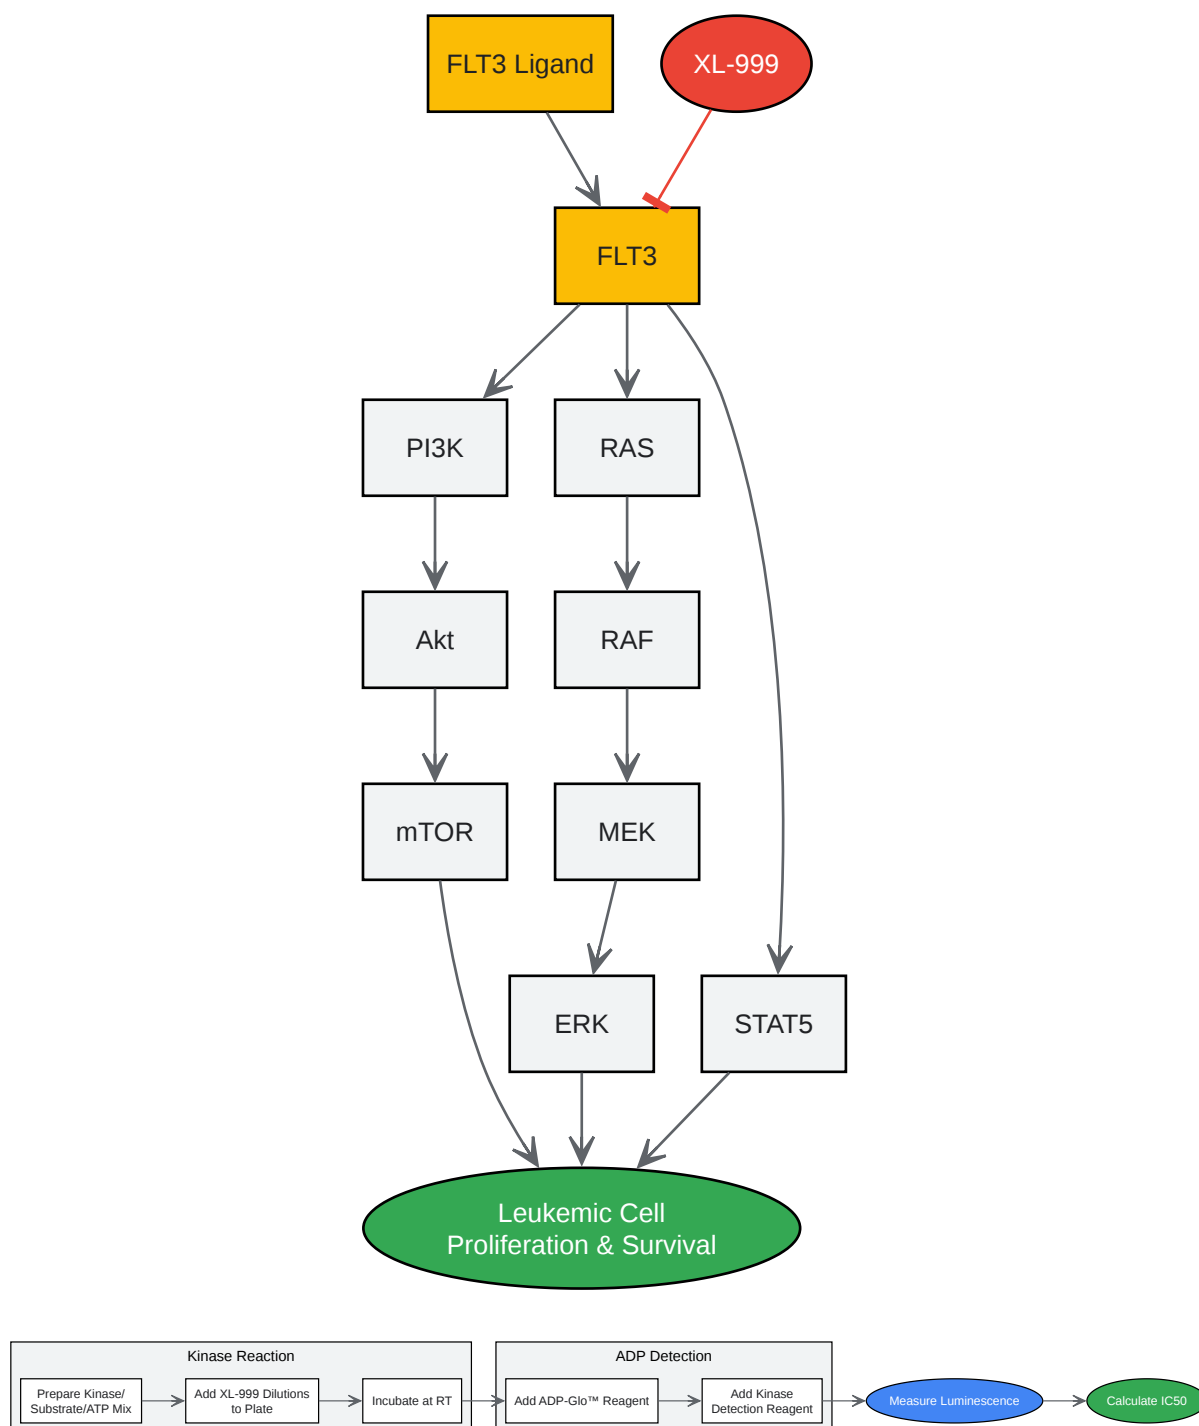 FLT3 Ligand
XL-999
FLT3
PI3K
RAS
Akt
RAF
mTOR
MEK
ERK
STAT5
Leukemic Cell
Proliferation & Survival
Kinase Reaction
Prepare Kinase/
Substrate/ATP Mix
Add XL-999 Dilutions
to Plate
Incubate at RT
ADP Detection
Add ADP-Glo™ Reagent
Add Kinase
Detection Reagent
Measure Luminescence
Calculate IC50